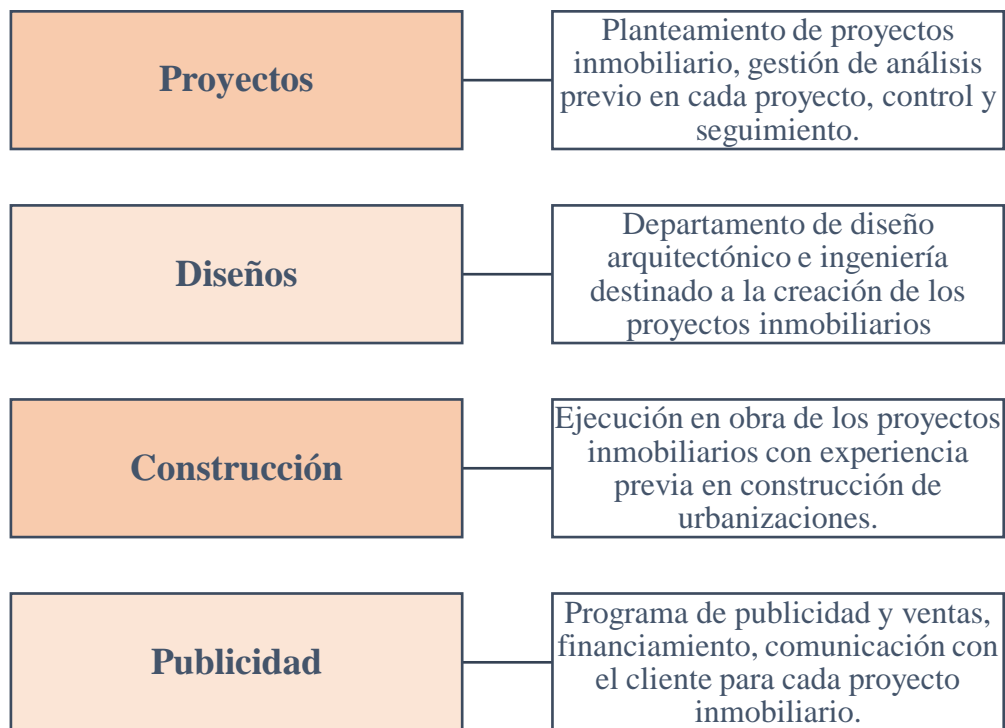 Proyectos
Planteamiento de proyectos
inmobiliario, gestión de análisis
previo en cada proyecto, control y
seguimiento.
Diseños
Departamento de diseño
arquitectónico e ingeniería
destinado a la creación de los
proyectos inmobiliarios
Construcción
Ejecución en obra de los proyectos
inmobiliarios con experiencia
previa en construcción de
urbanizaciones.
Publicidad
Programa de publicidad y ventas,
financiamiento, comunicación con
el cliente para cada proyecto
inmobiliario.